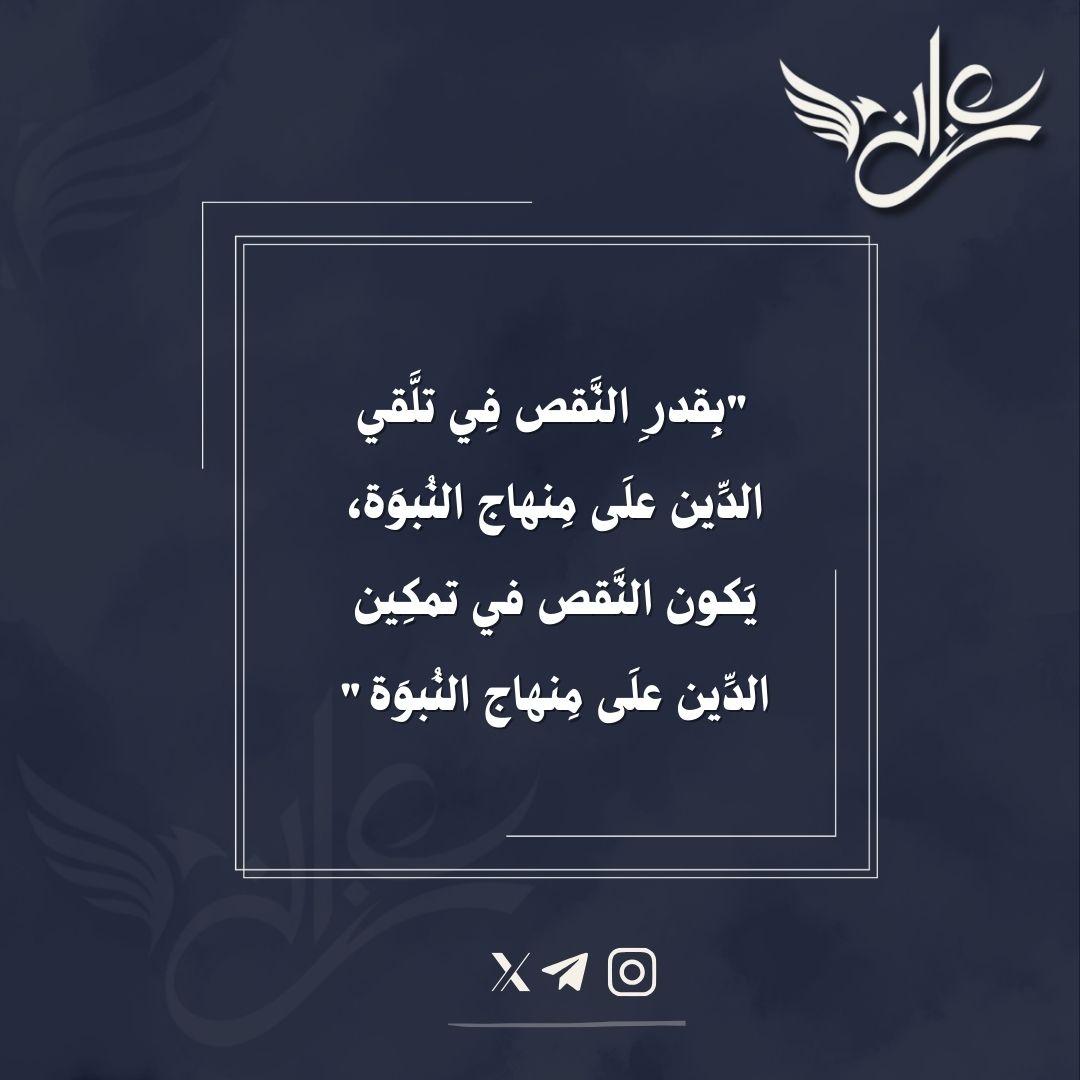 "بِقدرِ النَّقص فِي تلَّقي
الدِّين علَى مِنهاج النُبوَة،
يَكون النَّقص في تمكِين
الدِّين علَى مِنهاج النُبوَة "